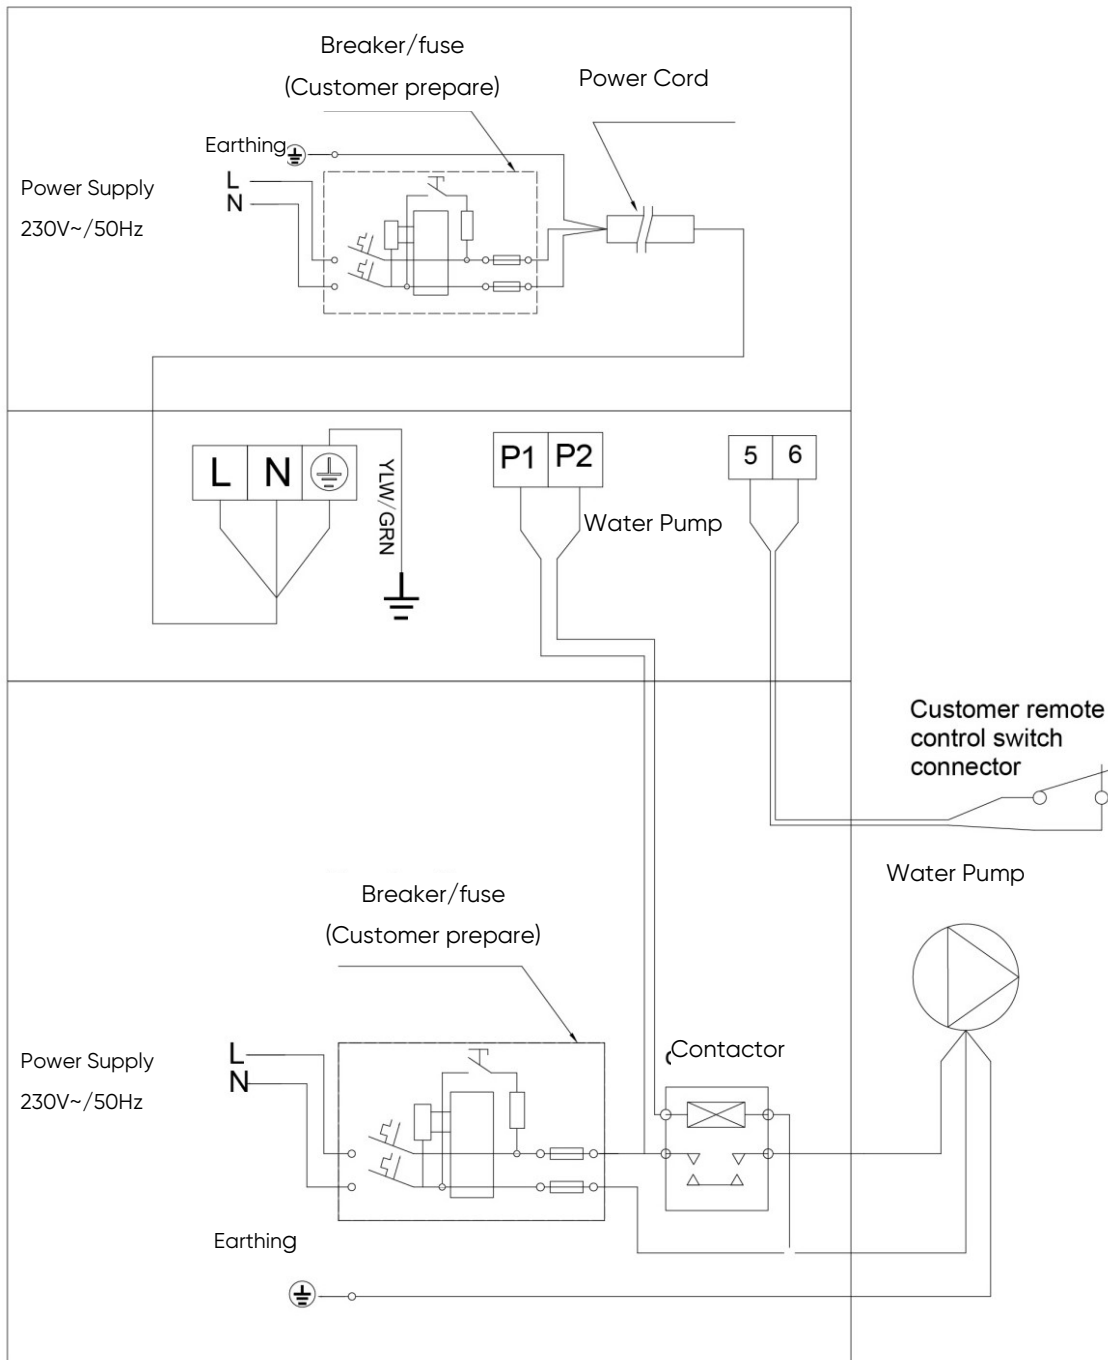 Breaker/fuse
(Customer prepare)
Power Cord
Earthing
Power Supply
230V~/50Hz
L
N
L N
YLW/GRN
P1 P2
5 6
Water Pump
Customer remote
control switch
connector
Water Pump
Breaker/fuse
(Customer prepare)
Contactor
Power Supply
230V~/50Hz
L
N
Earthing